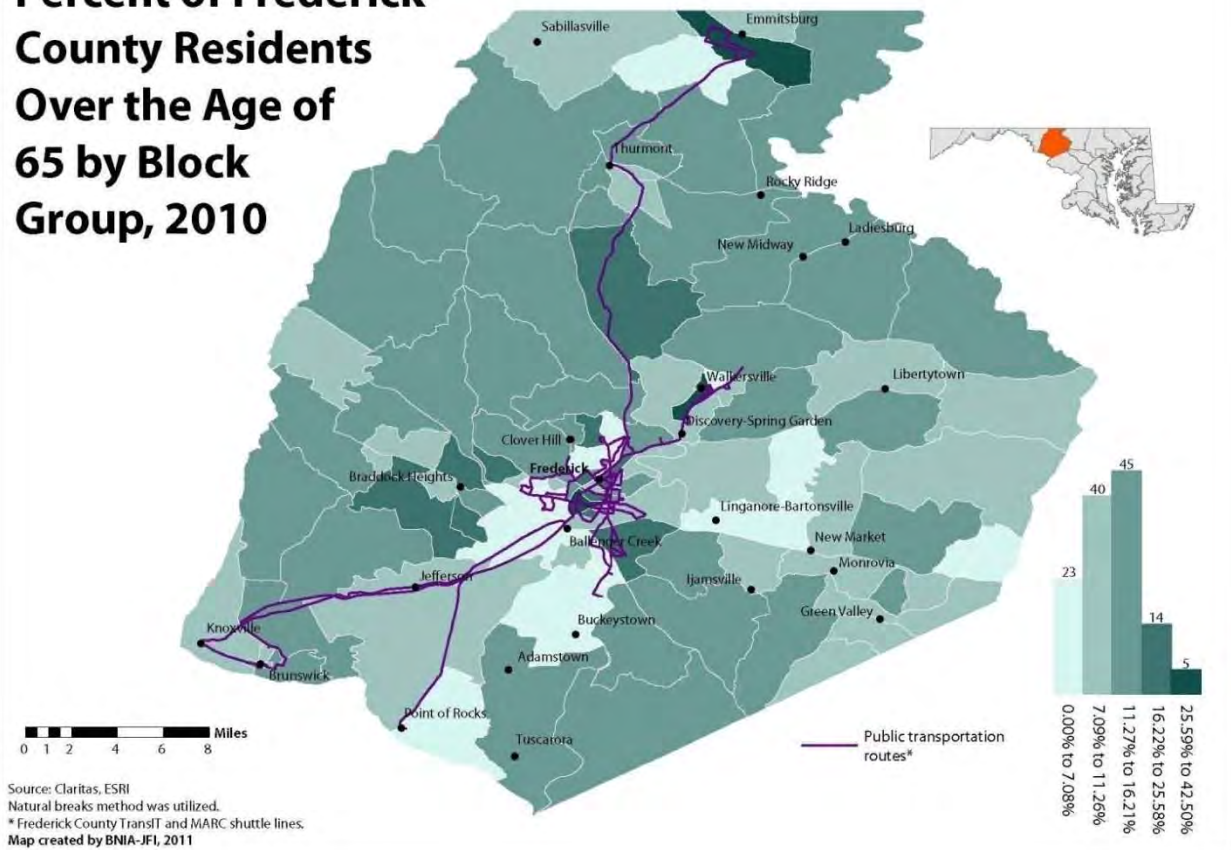 Percent of Frederick
County Residents
Over the Age of
65 by Block
Group, 2010
Sabillasville
Emmitsburg
Thurmont
Rocky Ridge
Ladiesburg
New Midway
Walkersville
Libertytown
Discovery-Spring Garden
Clover Hill
Frederick
Braddock Heights
Linganore-Bartonsville
Ballenger Creek
New Market
Monrovia
Jefferson
Ijamsville
Green Valley
Buckeystown
Knoxville
Brunswick
Adamstown
Point of Rocks
Tuscarora
23
40
45
14
5
0.00% to 7.08%
7.09% to 11.26%
11.27% to 16.21%
16.22% to 25.58%
25.59% to 42.50%
Public transportation
routes*
Miles
0 1 2 4 6 8
Source: Claritas, ESRI
Natural breaks method was utilized.
* Frederick County TransIT and MARC shuttle lines.
Map created by BNIA-JFI, 2011